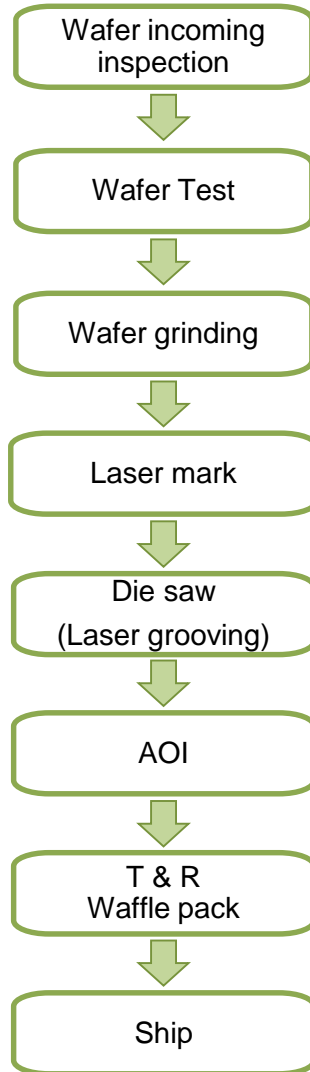 Wafer incoming
inspection
Wafer Test
Wafer grinding
Laser mark
Die saw
(Laser grooving)
AOI
T & R
Waffle pack
Ship